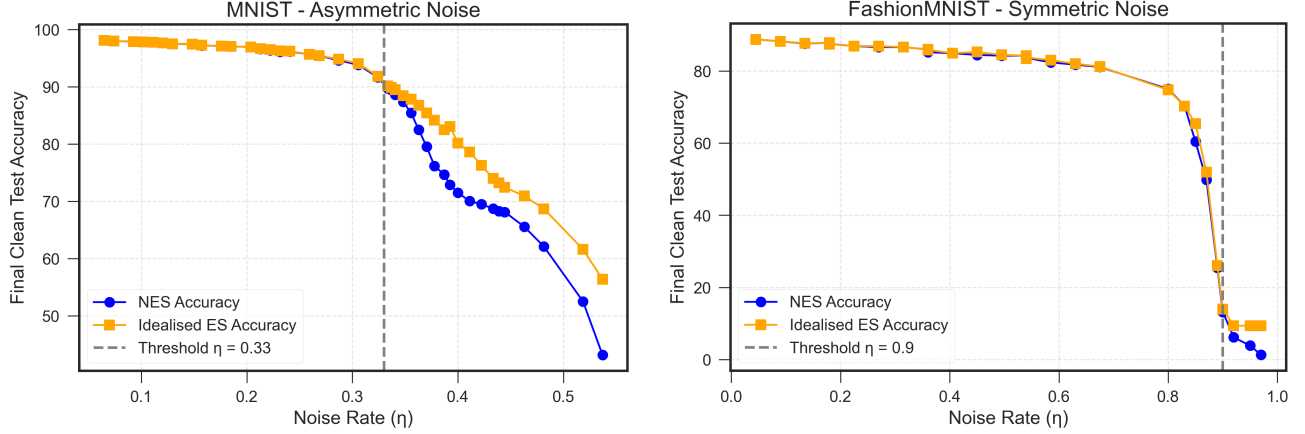 MNIST - Asymmetric Noise
Final Clean Test Accuracy
100
90
80
70
60
50
NES Accuracy
Idealised ES Accuracy
Threshold η = 0.33
0.1 0.2 0.3 0.4 0.5
Noise Rate (η)
FashionMNIST - Symmetric Noise
Final Clean Test Accuracy
80
60
40
20
0
NES Accuracy
Idealised ES Accuracy
Threshold η = 0.9
0.0 0.2 0.4 0.6 0.8 1.0
Noise Rate (η)